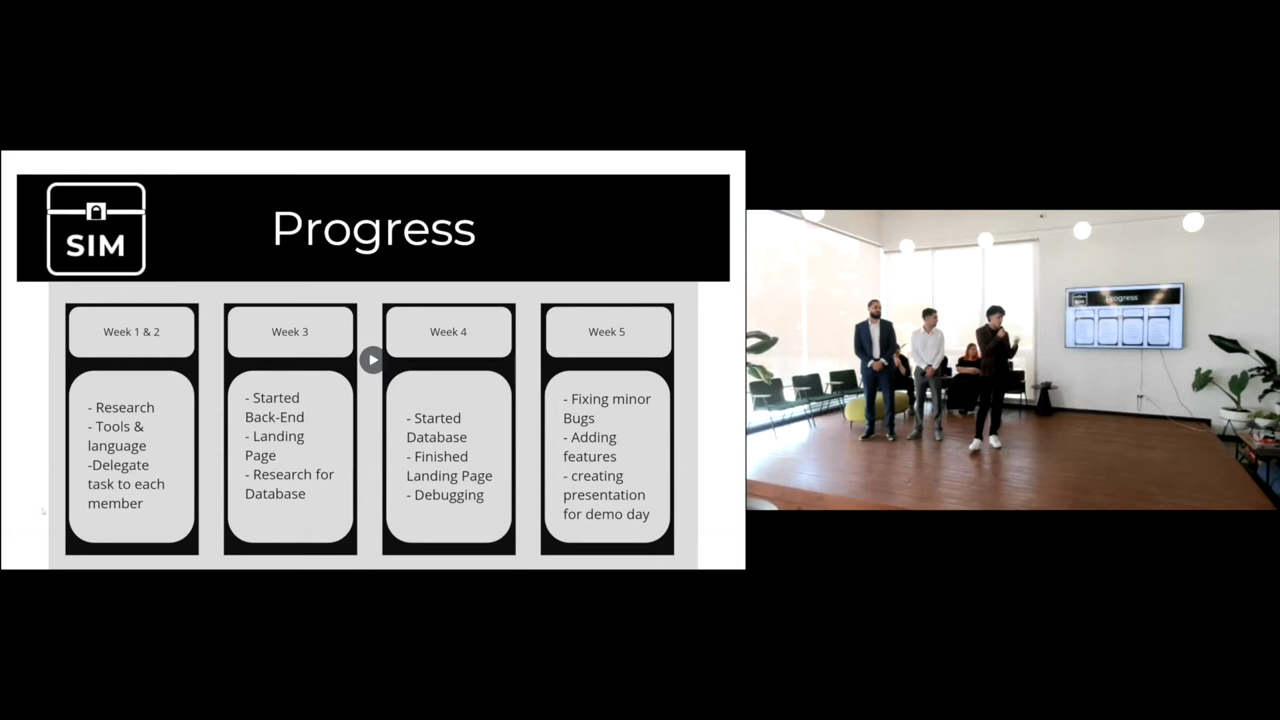 SIM
Progress
Week 1 & 2
- Research
- Tools &
language
-Delegate
task to each
member
Week 3
- Started
Back-End
- Landing
Page
- Research for
Database
Week 4
- Started
Database
- Finished
Landing Page
- Debugging
Week 5
- Fixing minor
Bugs
- Adding
features
- creating
presentation
for demo day
Progress